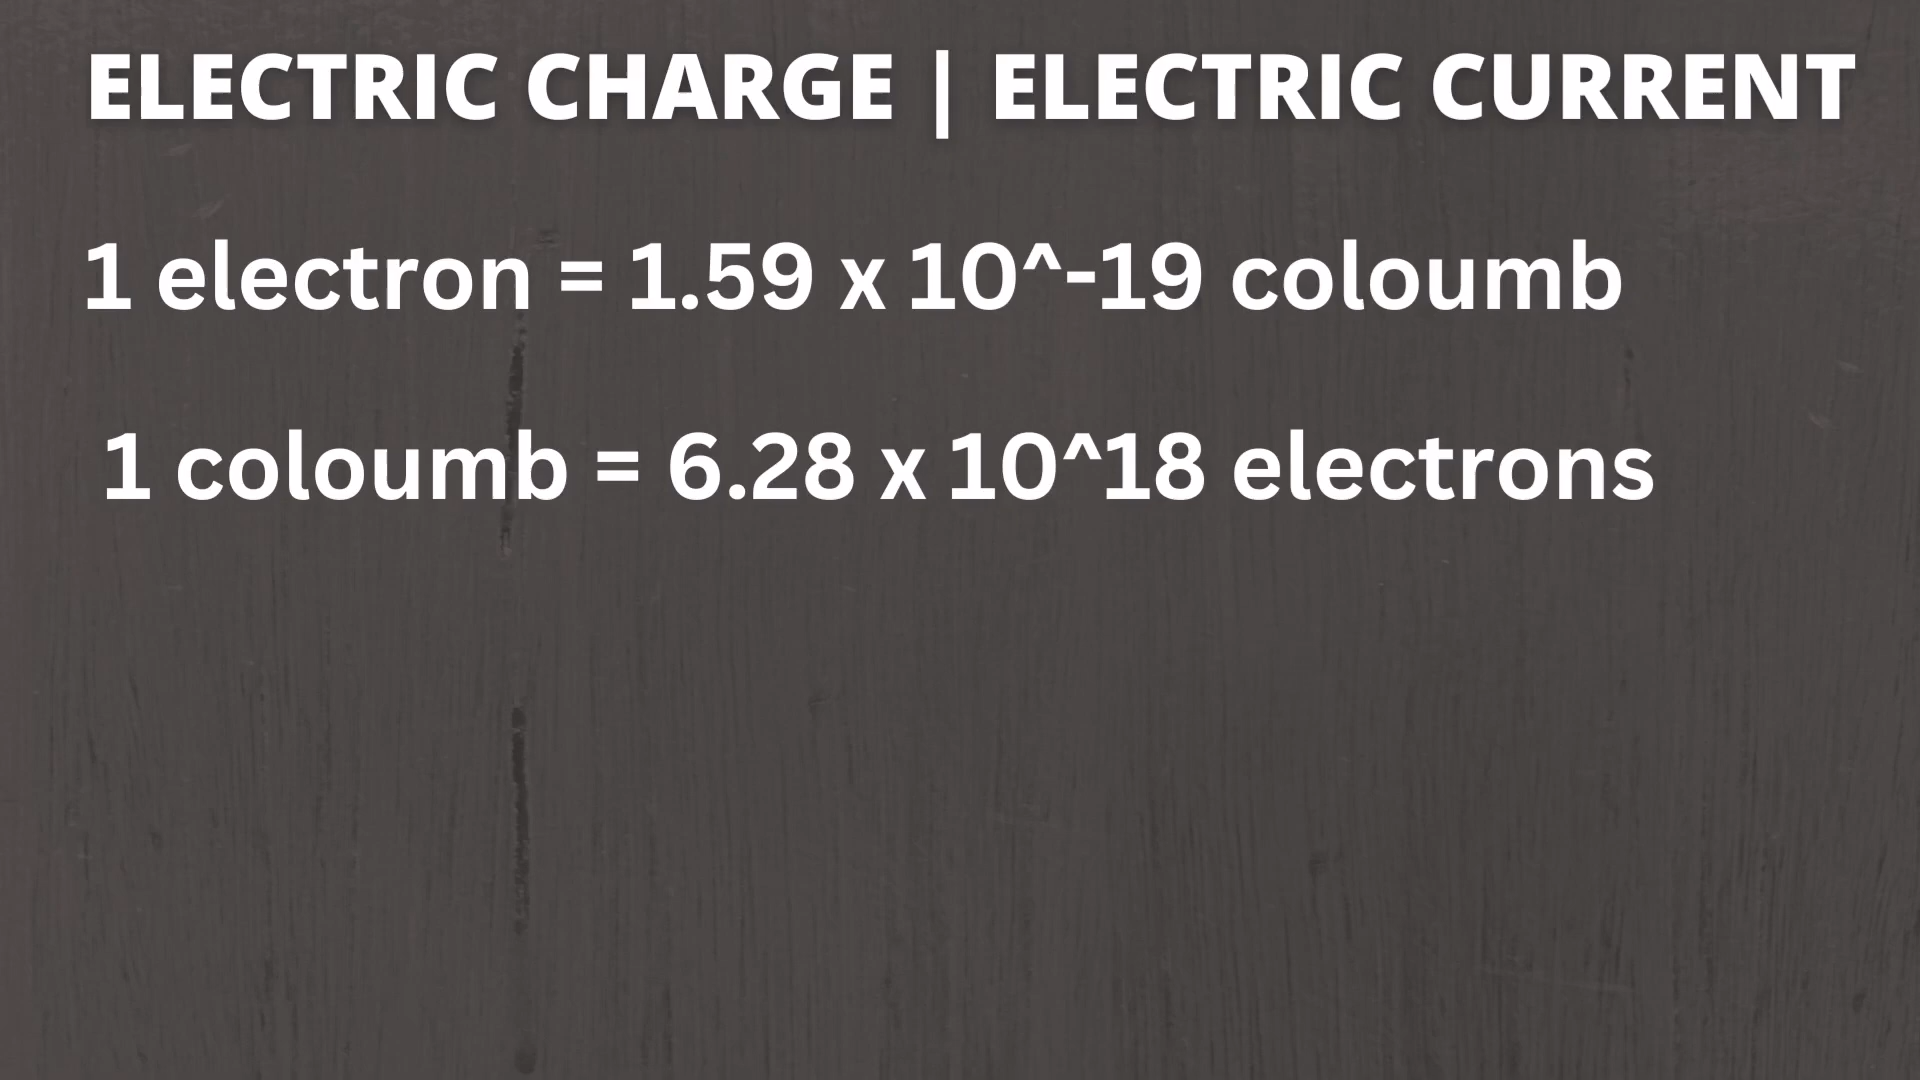 ELECTRIC CHARGE | ELECTRIC CURRENT
1 electron = 1.59 x 10^-19 coloumb
1 coloumb = 6.28 x 10^18 electrons